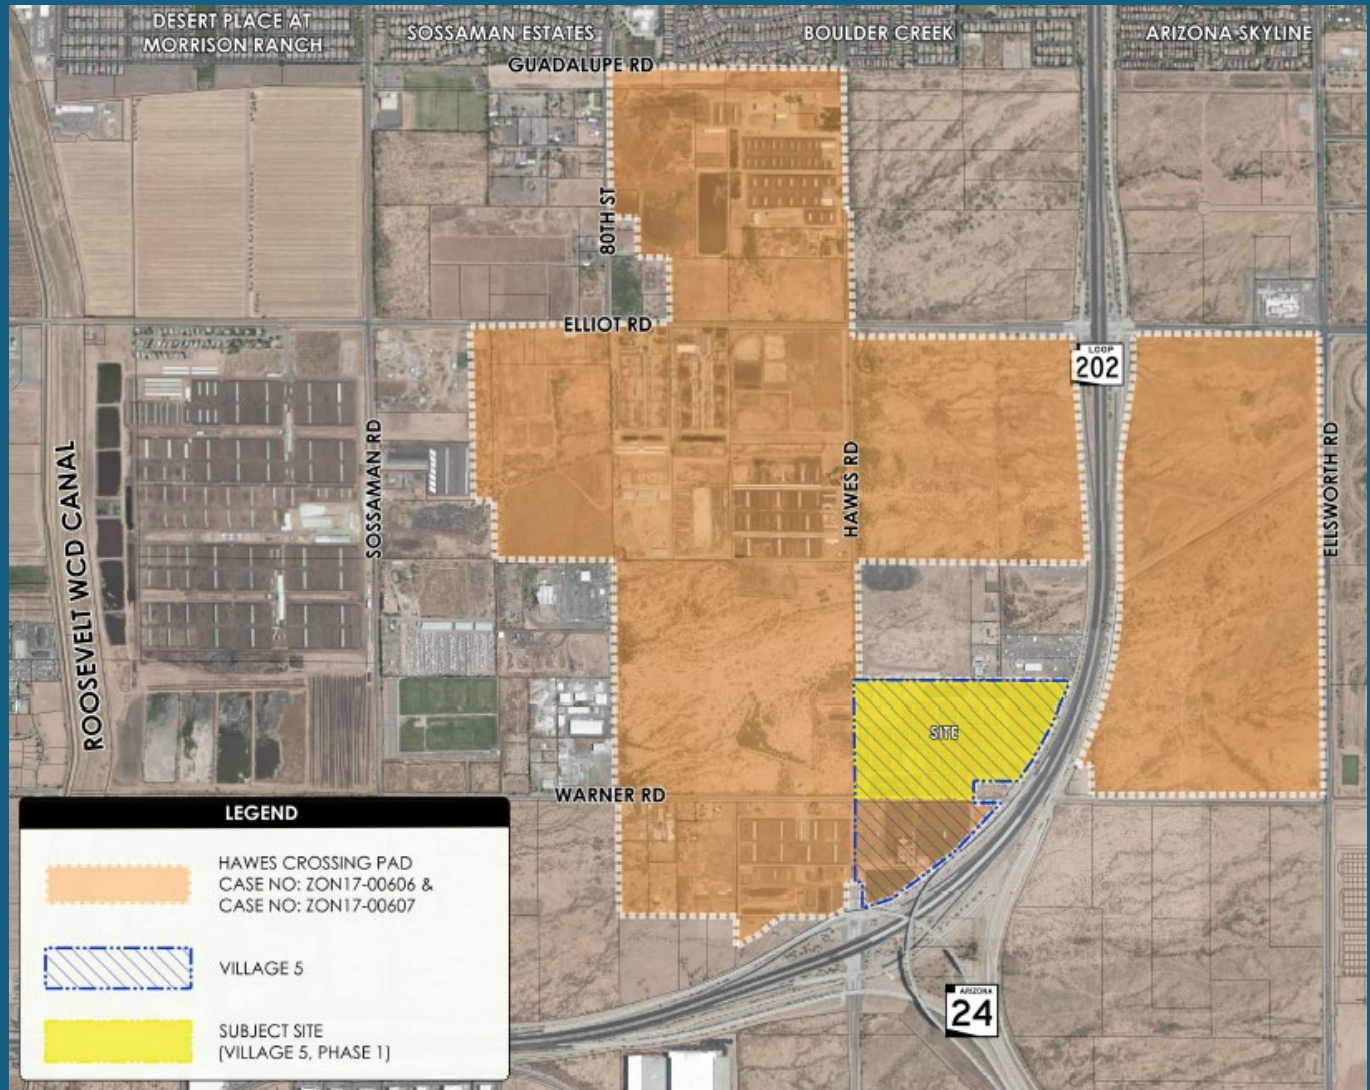 DESERT PLACE AT
MORRISON RANCH
SOSSAMAN ESTATES
BOULDER CREEK
ARIZONA SKYLINE
GUADALUPE RD
80TH ST
ELLIOT RD
LOOP
202
SOSSAMAN RD
HAWES RD
ELLSWORTH RD
ROOSEVELT WCD CANAL
SITE
WARNER RD
LEGEND
HAWES CROSSING PAD
CASE NO: ZON17-00606 &
CASE NO: ZON17-00607
VILLAGE 5
SUBJECT SITE
(VILLAGE 5, PHASE 1)
ARIZONA
24